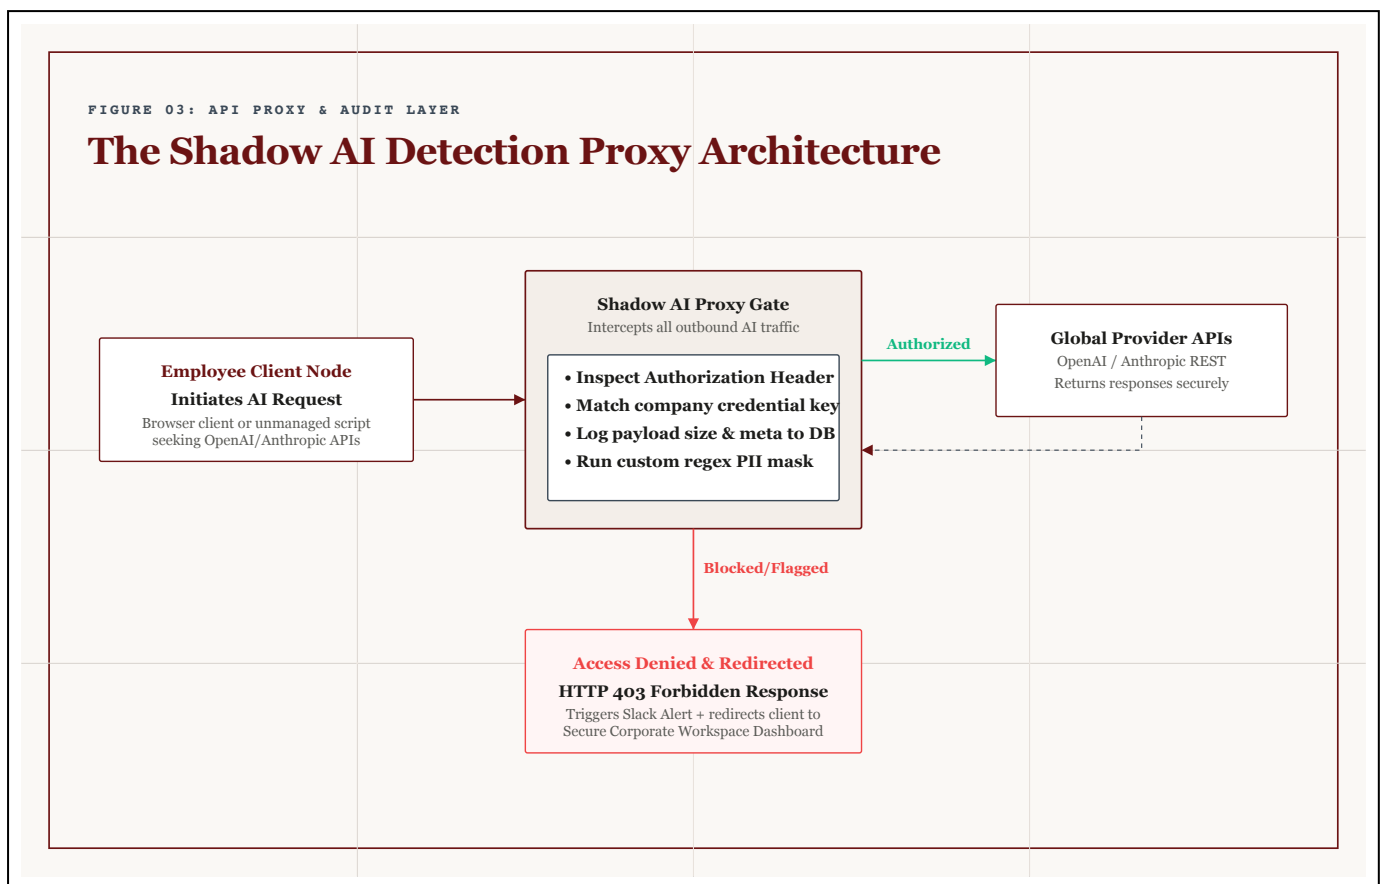 FIGURE 03: API PROXY & AUDIT LAYER
The Shadow AI Detection Proxy Architecture
Employee Client Node
Initiates AI Request
Browser client or unmanaged script
seeking OpenAI/Anthropic APIs
Shadow AI Proxy Gate
Intercepts all outbound AI traffic
• Inspect Authorization Header
• Match company credential key
• Log payload size & meta to DB
• Run custom regex PII mask
Authorized
Global Provider APIs
OpenAI / Anthropic REST
Returns responses securely
Blocked/Flagged
Access Denied & Redirected
HTTP 403 Forbidden Response
Triggers Slack Alert + redirects client to
Secure Corporate Workspace Dashboard